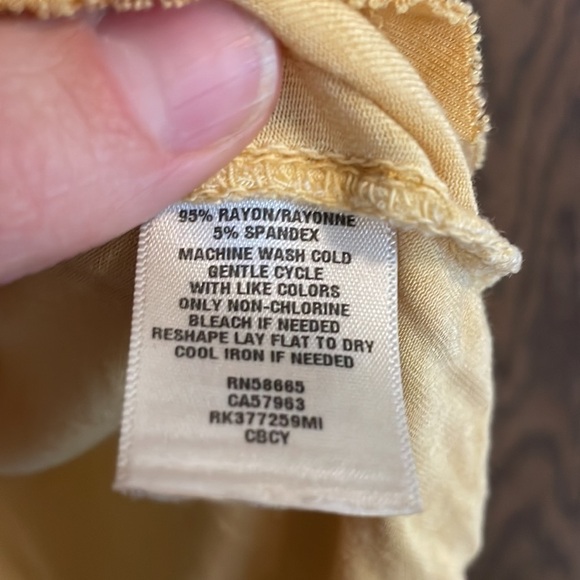 95% RAYON/RAYONNE
5% SPANDEX
MACHINE WASH COLD
GENTLE CYCLE
WITH LIKE COLORS
ONLY NON-CHLORINE
BLEACH IF NEEDED
RESHAPE LAY FLAT TO DRY
COOL IRON IF NEEDED
RN58665
CA57963
RK377259MI
CBCY